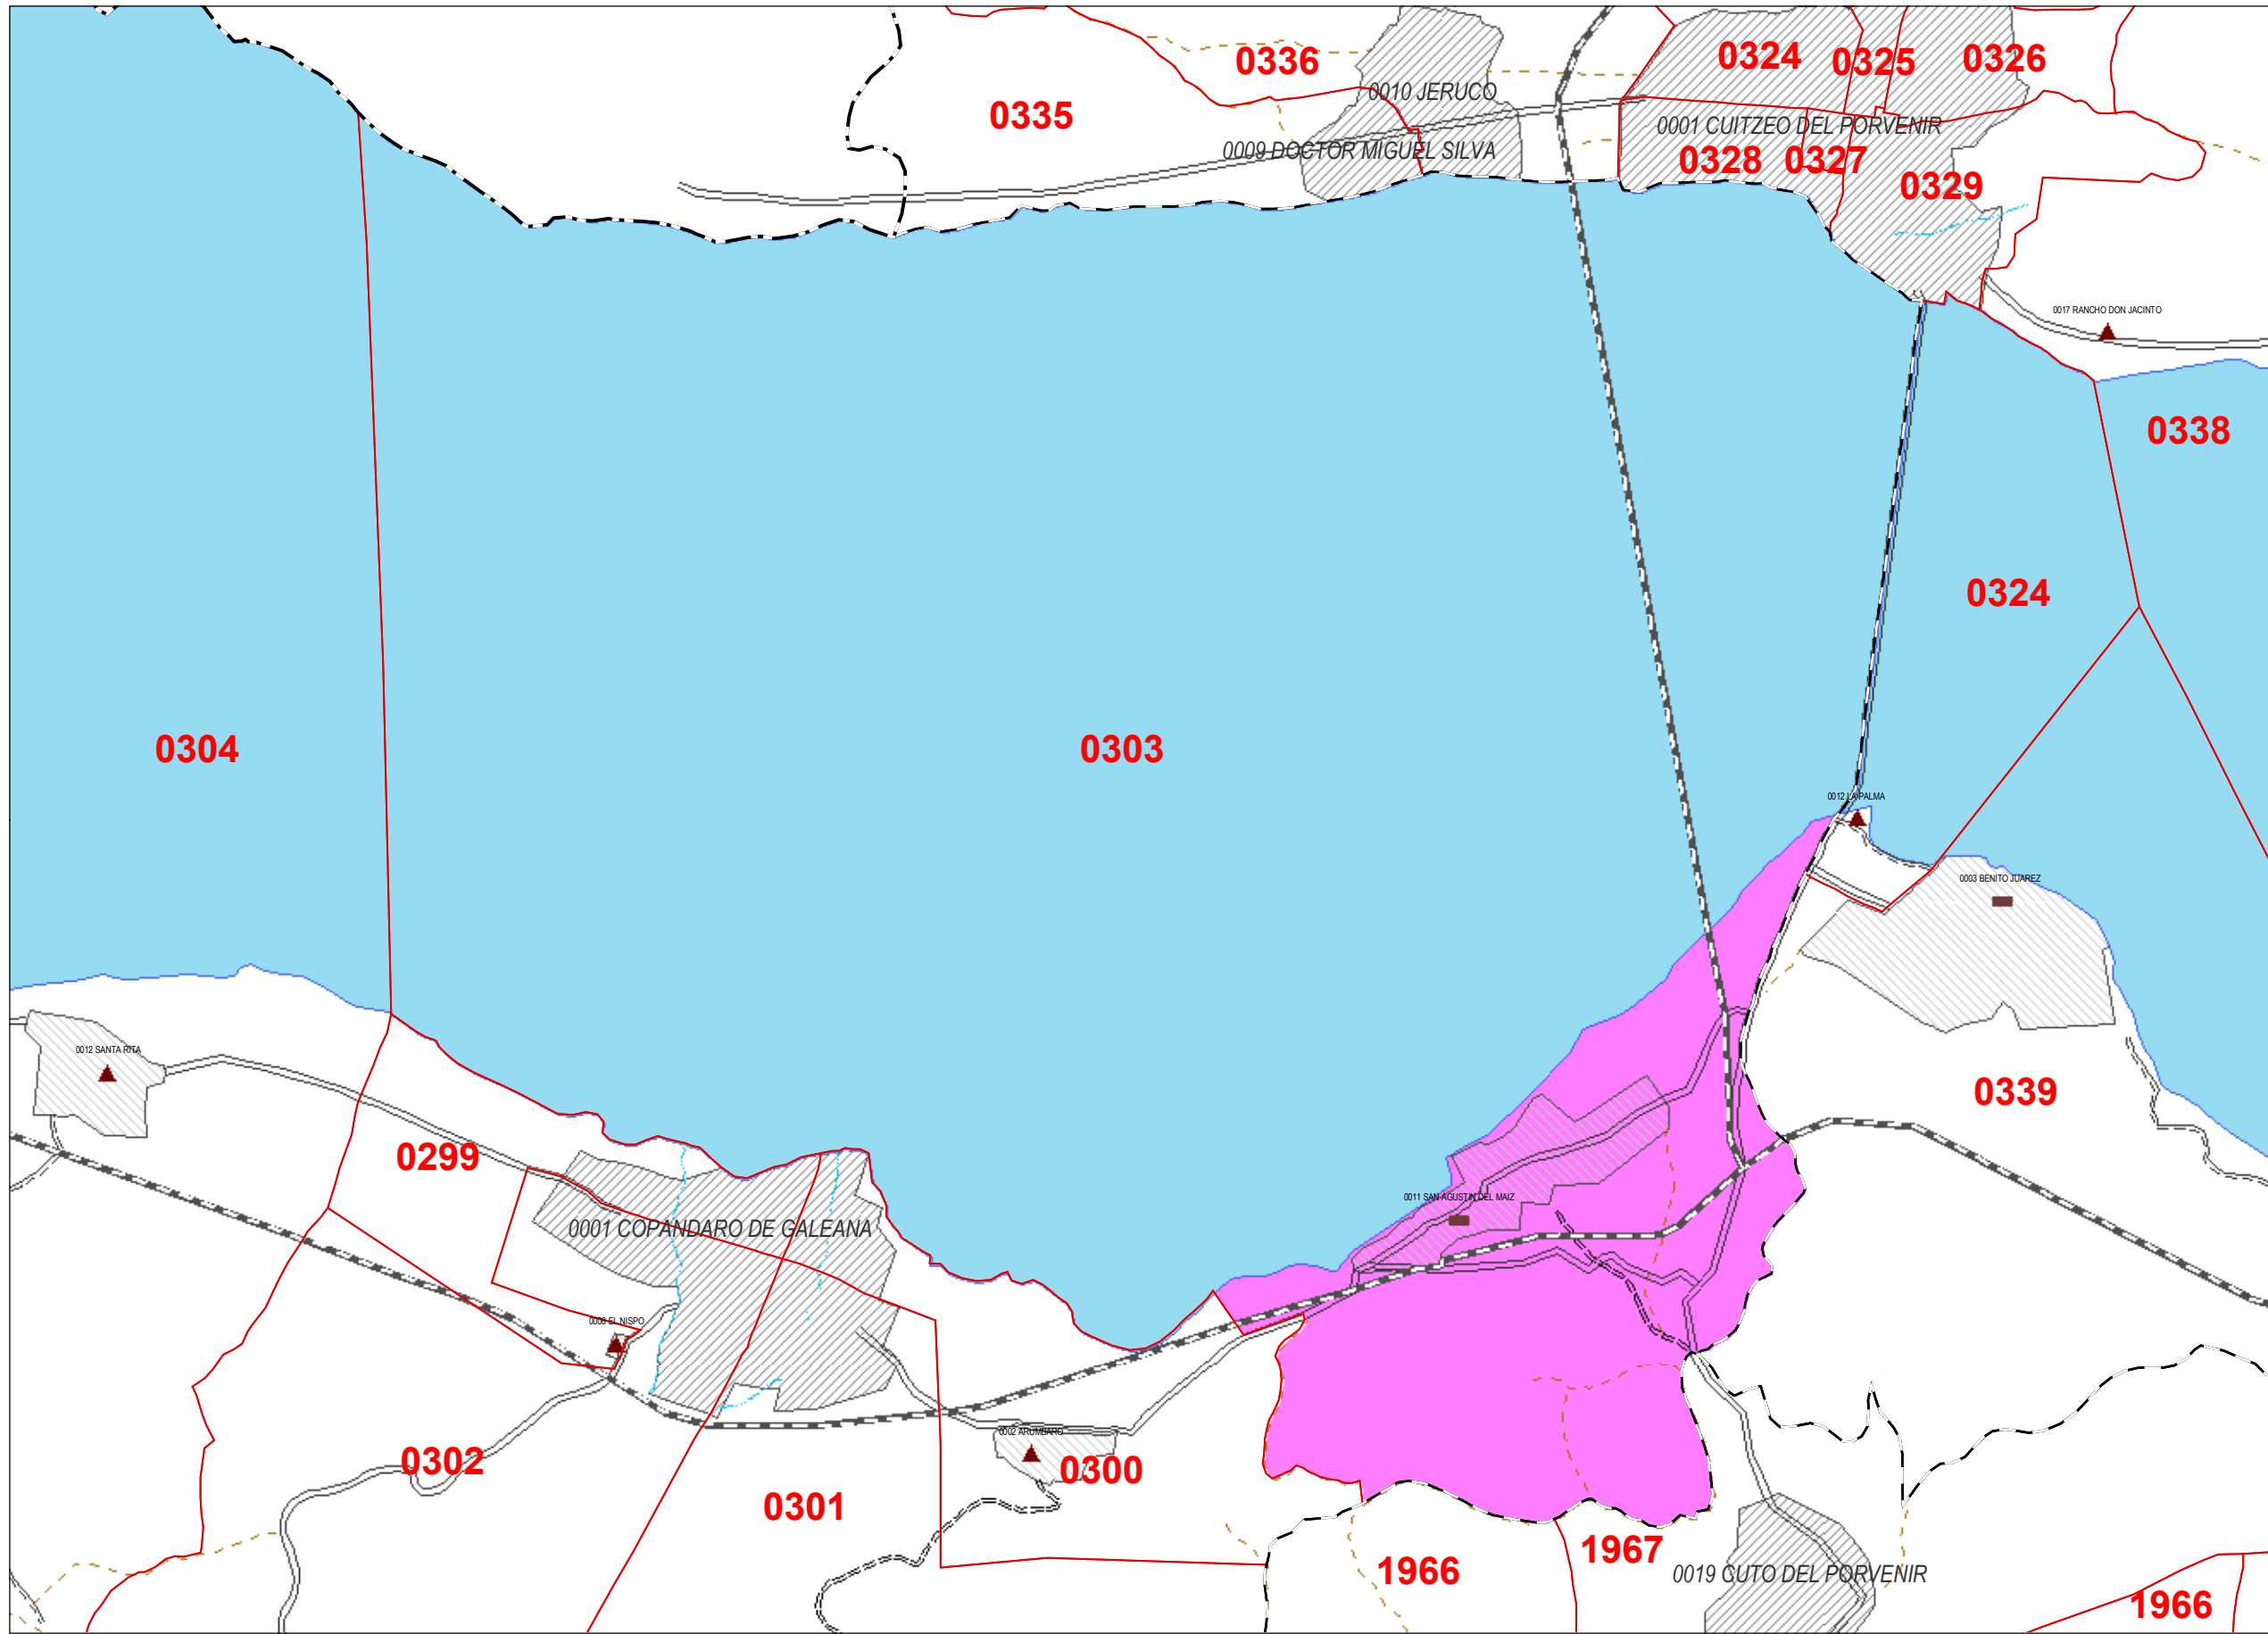 0324
0325
0326
0336
0010 JERUCO
0335
0001 CUITZEO DEL PORVENIR
0009 DOCTOR MIGUEL SILVA
0328
0327
0329
0017 RANCHO DON JACINTO
0338
0324
0304
0303
0012 LA PALMA
0003 BENITO JUAREZ
0012 SANTA RITA
0339
0299
0011 SAN AGUSTIN DEL MAIZ
0001 COPANDARO DE GALEANA
0008 EL NISPO
0002 ARUMBARO
0302
0300
0301
1967
1966
0019 CUTO DEL PORVENIR
1966